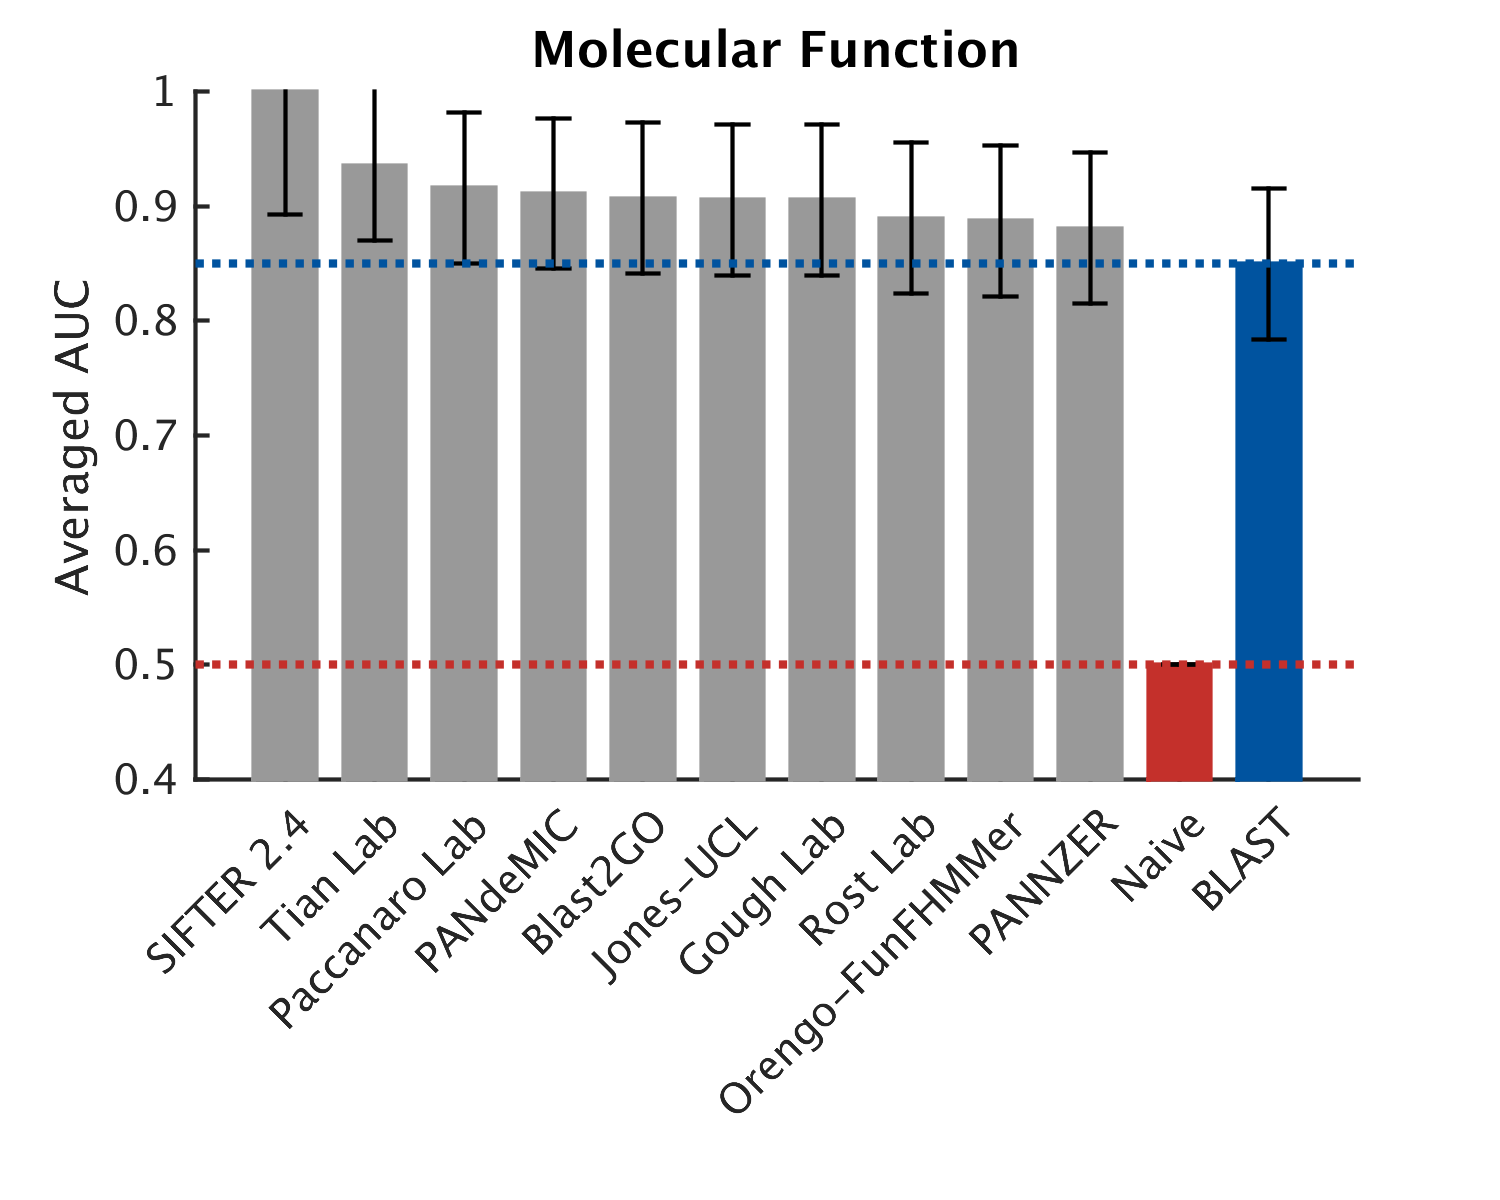 Molecular Function
Averaged AUC
1
0.9
0.8
0.7
0.6
0.5
0.4
SIFTER 2.4
Tian Lab
Paccanaro Lab
PANdeMIC
Blast2GO
Jones-UCL
Gough Lab
Rost Lab
Orengo-FunFHMMer
PANNZER
Naive
BLAST